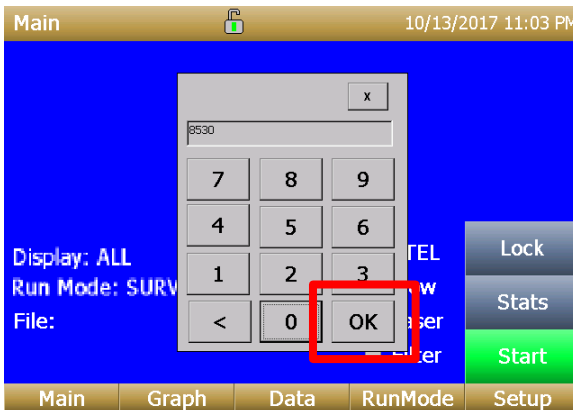 Main 10/13/2017 11:03 PM
x
8530
7 8 9
4 5 6
Display: ALL TEL Lock
1 2 3
Run Mode: SURV
Stats
File: < 0 OK
Start
Main Graph Data RunMode Setup